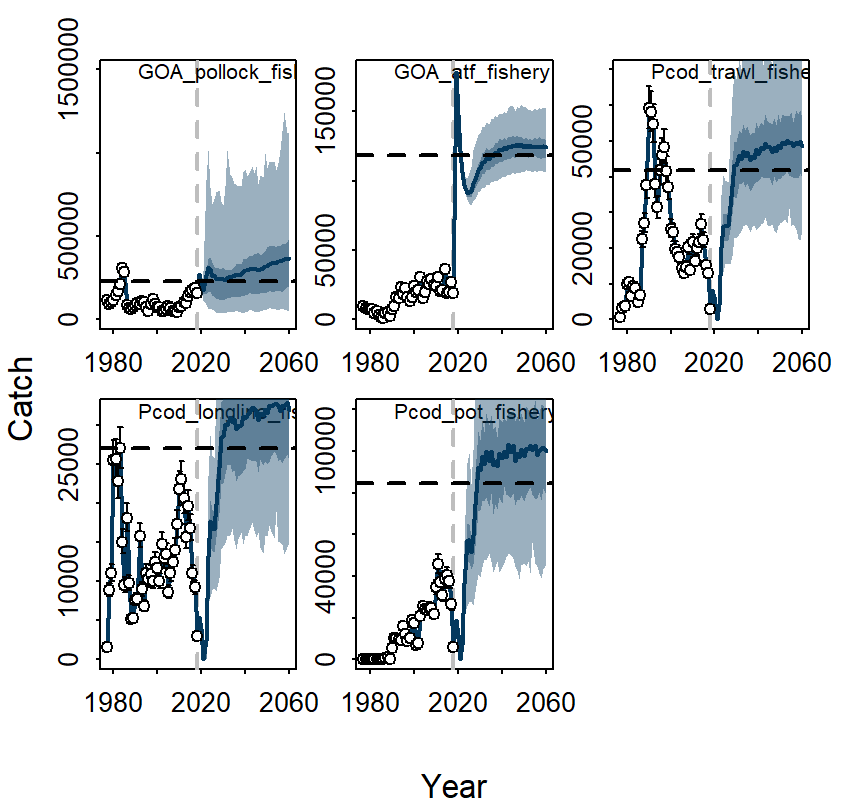 GOA_pollock_fish
GOA_atf_fishery
Pcod_trawl_fishe
1500000
500000
0
150000
50000
0
50000
20000
0
1980 2020 2060
1980 2020 2060
1980 2020 2060
Catch
Pcod_longline_fis
Pcod_pot_fishery
25000
10000
0
100000
40000
0
1980 2020 2060
1980 2020 2060
Year